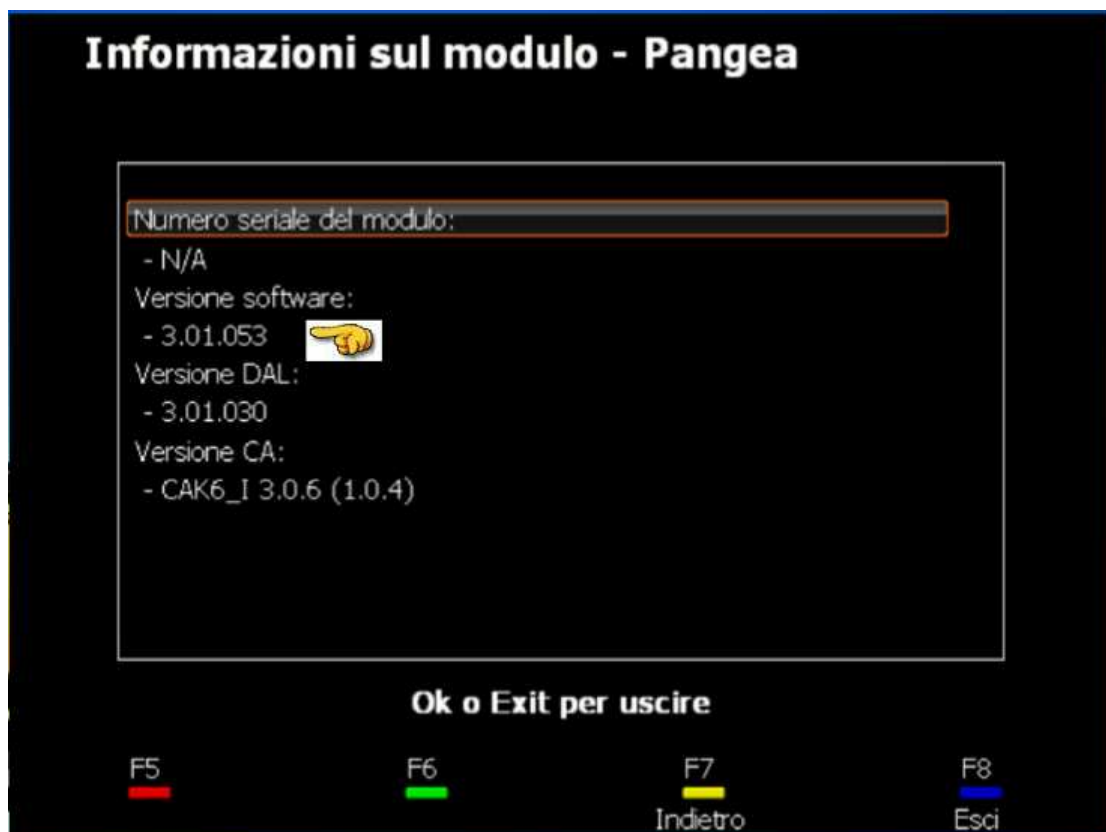 Informazioni sul modulo - Pangea
Numero seriale del modulo:
- N/A
Versione software:
- 3.01.053
Versione DAL:
- 3.01.030
Versione CA:
- CAK6_I 3.0.6 (1.0.4)
Ok o Exit per uscire
F5 F6 F7 F8
Indietro Esci